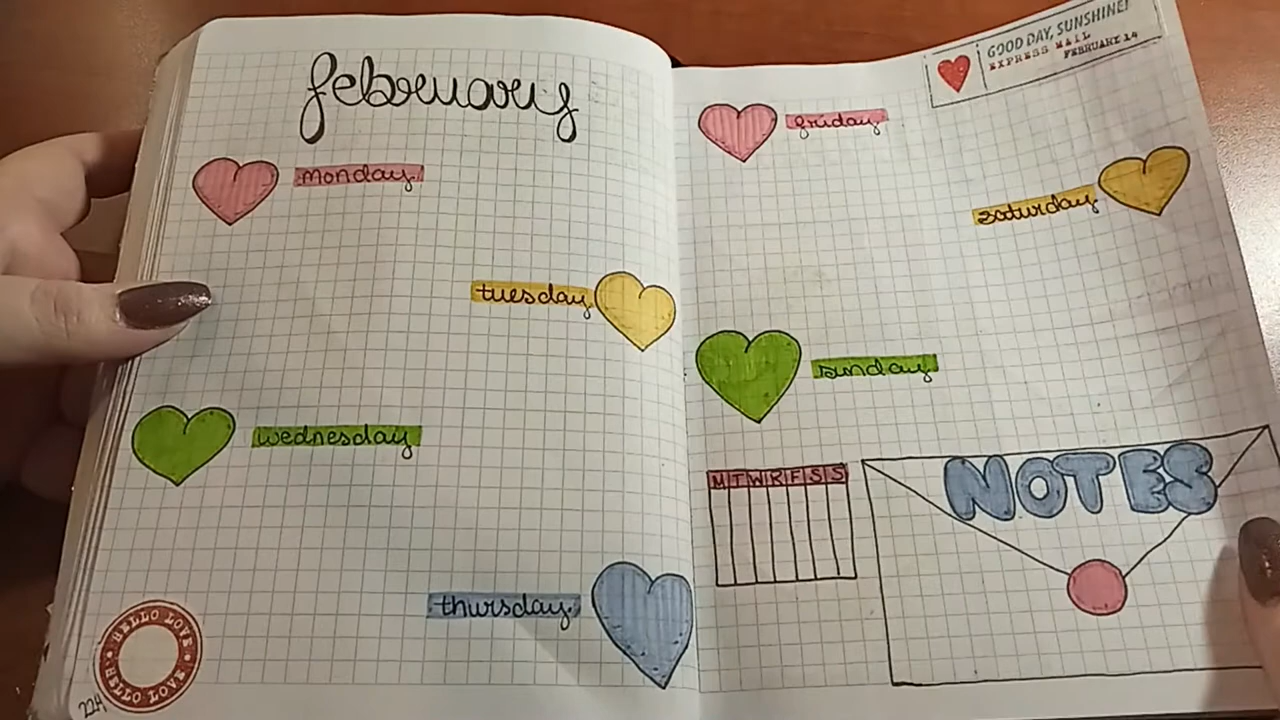 february
monday
tuesday
wednesday
thursday
HELLO LOVE
HELLO LOVE
224
GOOD DAY, SUNSHINE!
EXPRESS MAIL
FEBRUARY 14
friday
saturday
sunday
M T W R F S S
NOTES